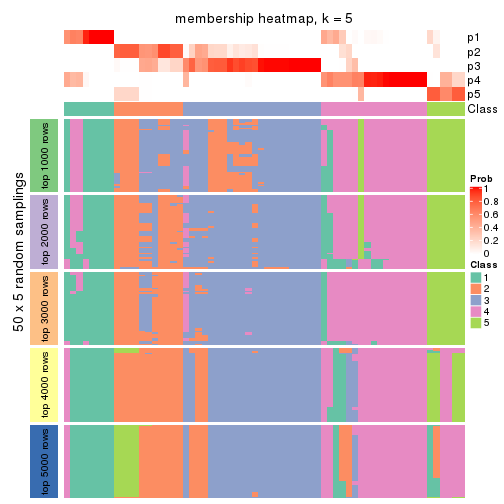 membership heatmap, k = 5
p1
p2
p3
p4
p5
Class
50 x 5 random samplings
top 1000 rows
top 2000 rows
top 3000 rows
top 4000 rows
top 5000 rows
Prob
1
0.8
0.6
0.4
0.2
0
Class
1
2
3
4
5